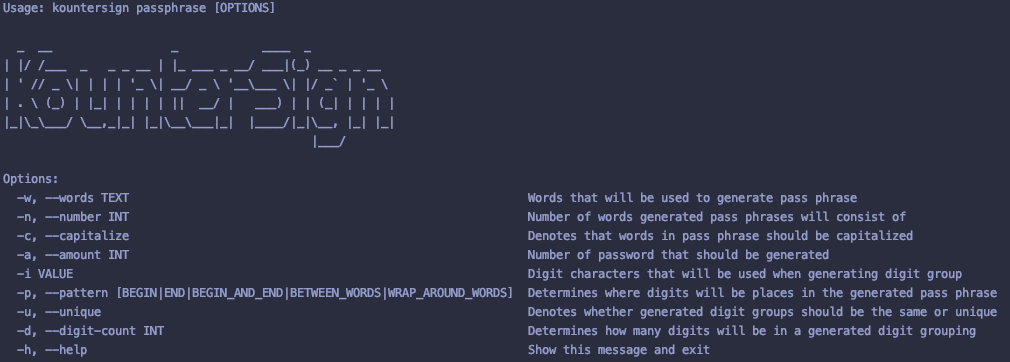 Usage: kountersign passphrase [OPTIONS]
KounterSign
Options:
-w, --words TEXT Words that will be used to generate pass phrase
-n, --number INT Number of words generated pass phrases will consist of
-c, --capitalize Denotes that words in pass phrase should be capitalized
-a, --amount INT Number of password that should be generated
-i VALUE Digit characters that will be used when generating digit group
-p, --pattern [BEGIN|END|BEGIN_AND_END|BETWEEN_WORDS|WRAP_AROUND_WORDS] Determines where digits will be places in the generated pass phrase
-u, --unique Denotes whether generated digit groups should be the same or unique
-d, --digit-count INT Determines how many digits will be in a generated digit grouping
-h, --help Show this message and exit